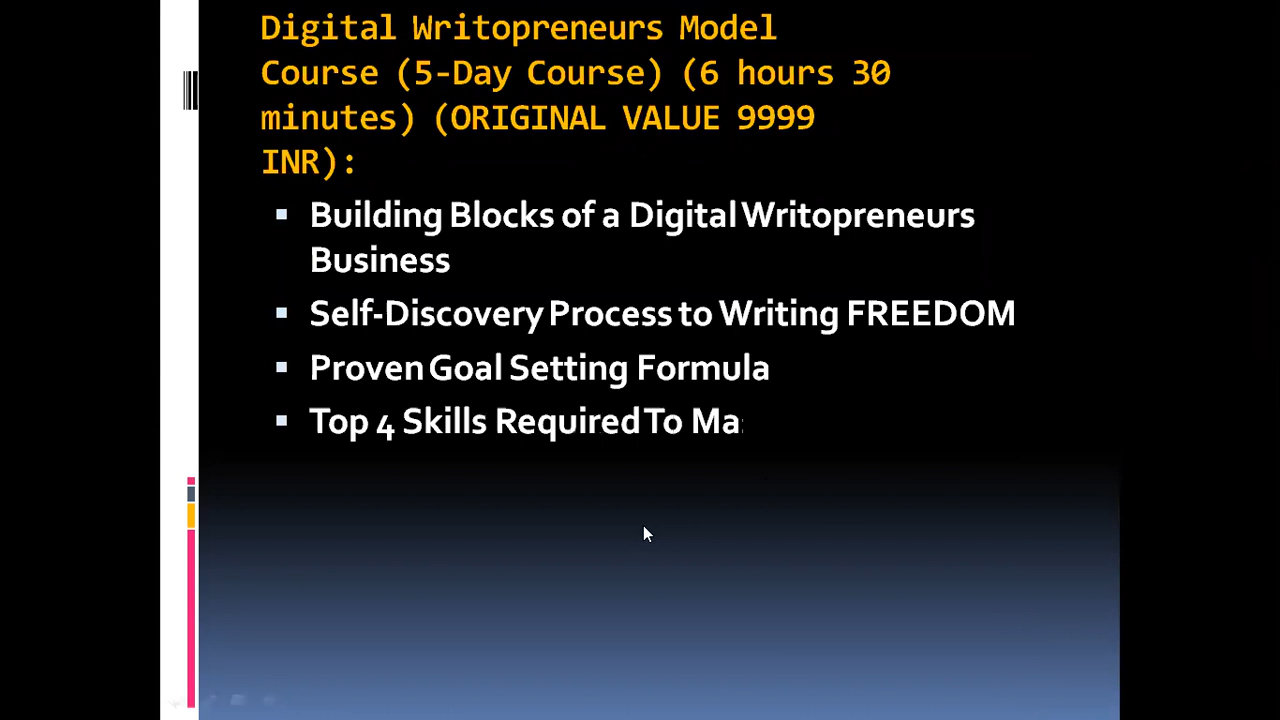 Digital Writopreneurs Model
Course (5-Day Course) (6 hours 30
minutes) (ORIGINAL VALUE 9999
INR):
Building Blocks of a Digital Writopreneurs
Business
Self-Discovery Process to Writing FREEDOM
Proven Goal Setting Formula
Top 4 Skills Required To Ma